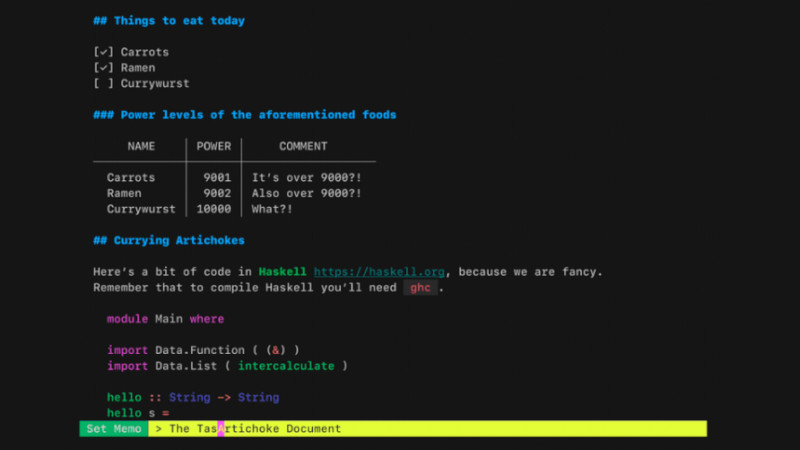 ## Things to eat today
[✓] Carrots
[✓] Ramen
[ ] Currywurst
### Power levels of the aforementioned foods
NAME │ POWER │ COMMENT
Carrots │ 9001 │ It's over 9000?!
Ramen │ 9002 │ Also over 9000?!
Currywurst │ 10000 │ What?!
## Currying Artichokes
Here's a bit of code in Haskell https://haskell.org, because we are fancy.
Remember that to compile Haskell you'll need ghc .
module Main where
import Data.Function ( (&) )
import Data.List ( intercalculate )
hello :: String -> String
hello s =
Set Memo > The TasArtichoke Document